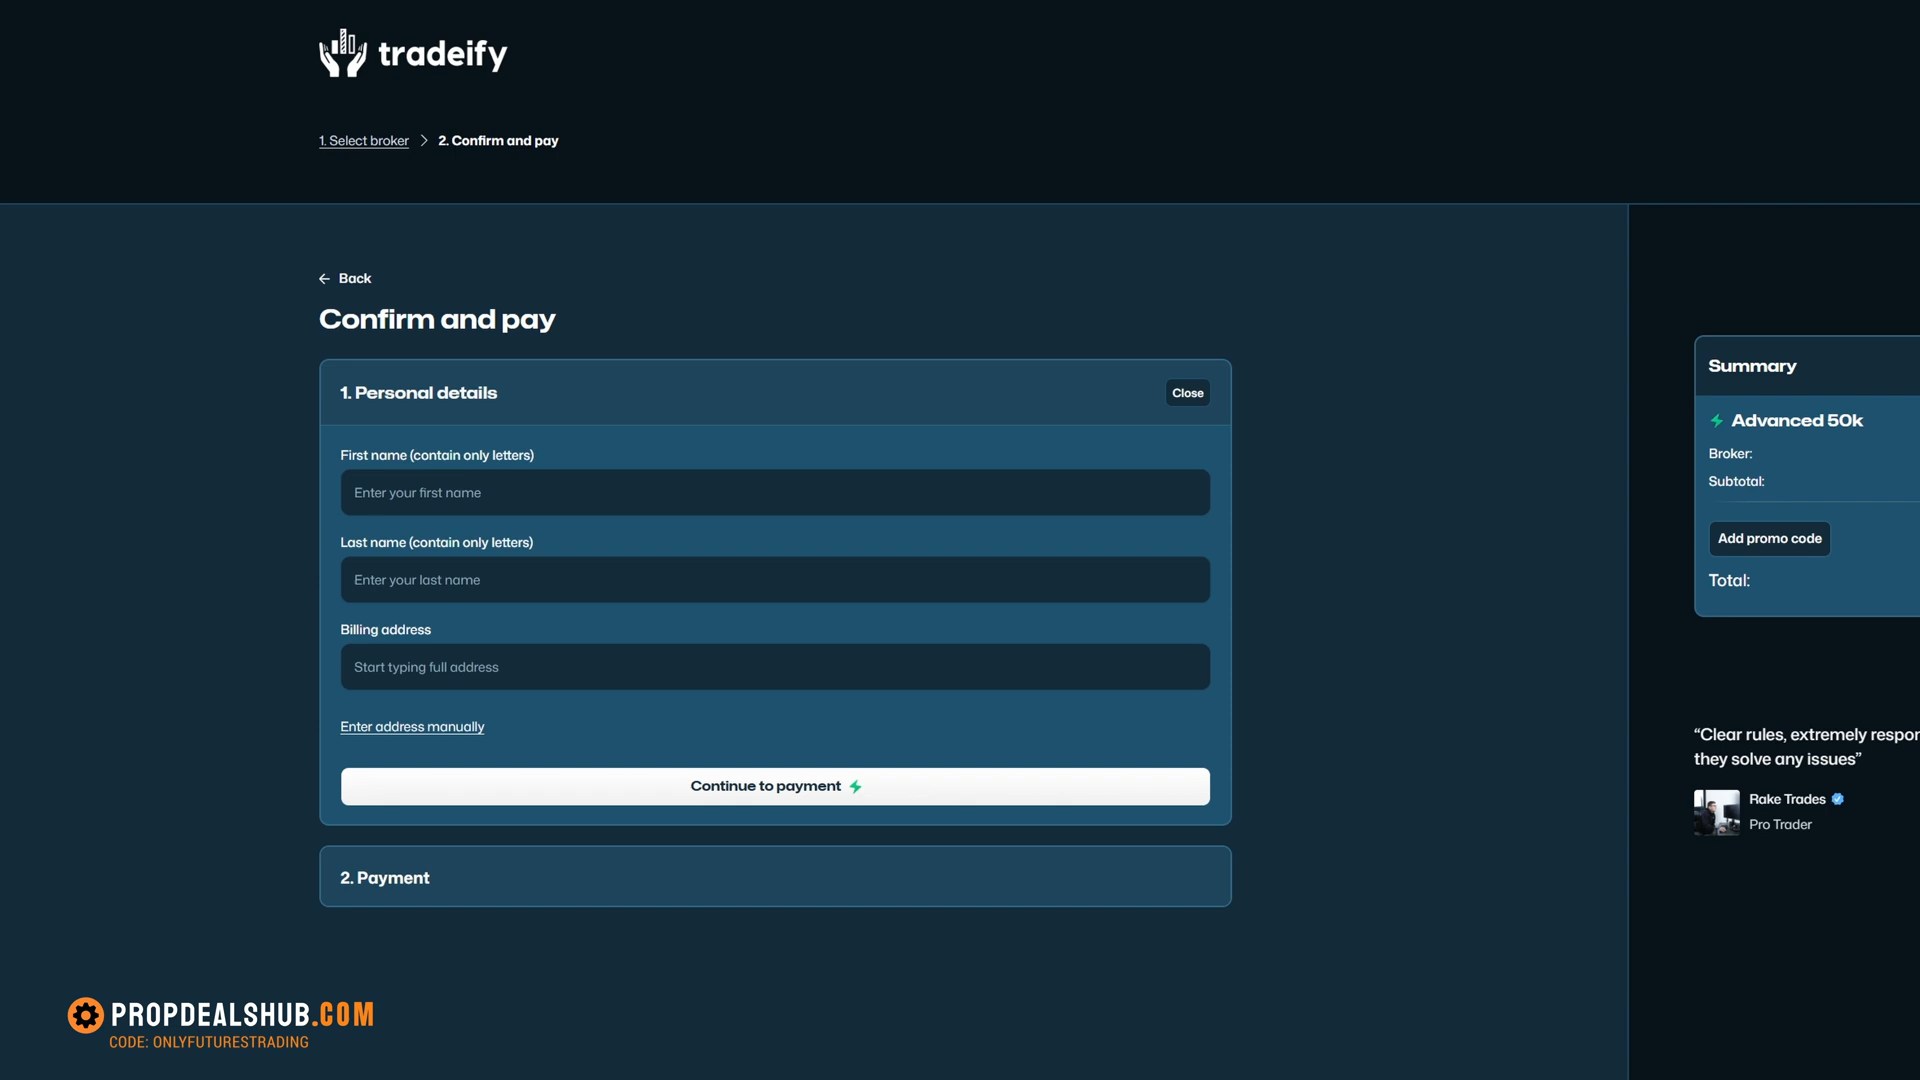 tradeify
1. Select broker > 2. Confirm and pay
← Back
Confirm and pay
1. Personal details
Close
First name (contain only letters)
Enter your first name
Last name (contain only letters)
Enter your last name
Billing address
Start typing full address
Enter address manually
Continue to payment
2. Payment
Summary
Advanced 50k
Broker:
Subtotal:
Add promo code
Total:
“Clear rules, extremely respon
they solve any issues”
Rake Trades
Pro Trader
PROPDEALSHUB.COM
CODE: ONLYFUTURESTRADING